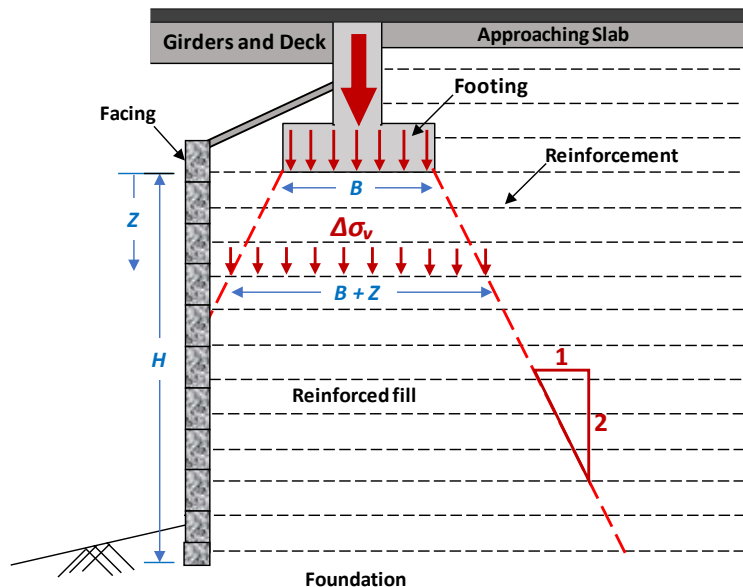 Girders and Deck
Approaching Slab
Footing
Facing
Reinforcement
B
Z
Δσv
B + Z
H
1
2
Reinforced fill
Foundation